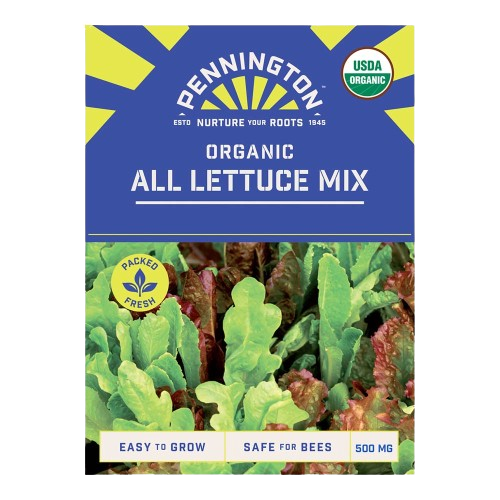 PENNINGTON™
ESTD NURTURE YOUR ROOTS 1945
USDA
ORGANIC
ORGANIC
ALL LETTUCE MIX
PACKED
FRESH
EASY TO GROW
SAFE FOR BEES
500 MG